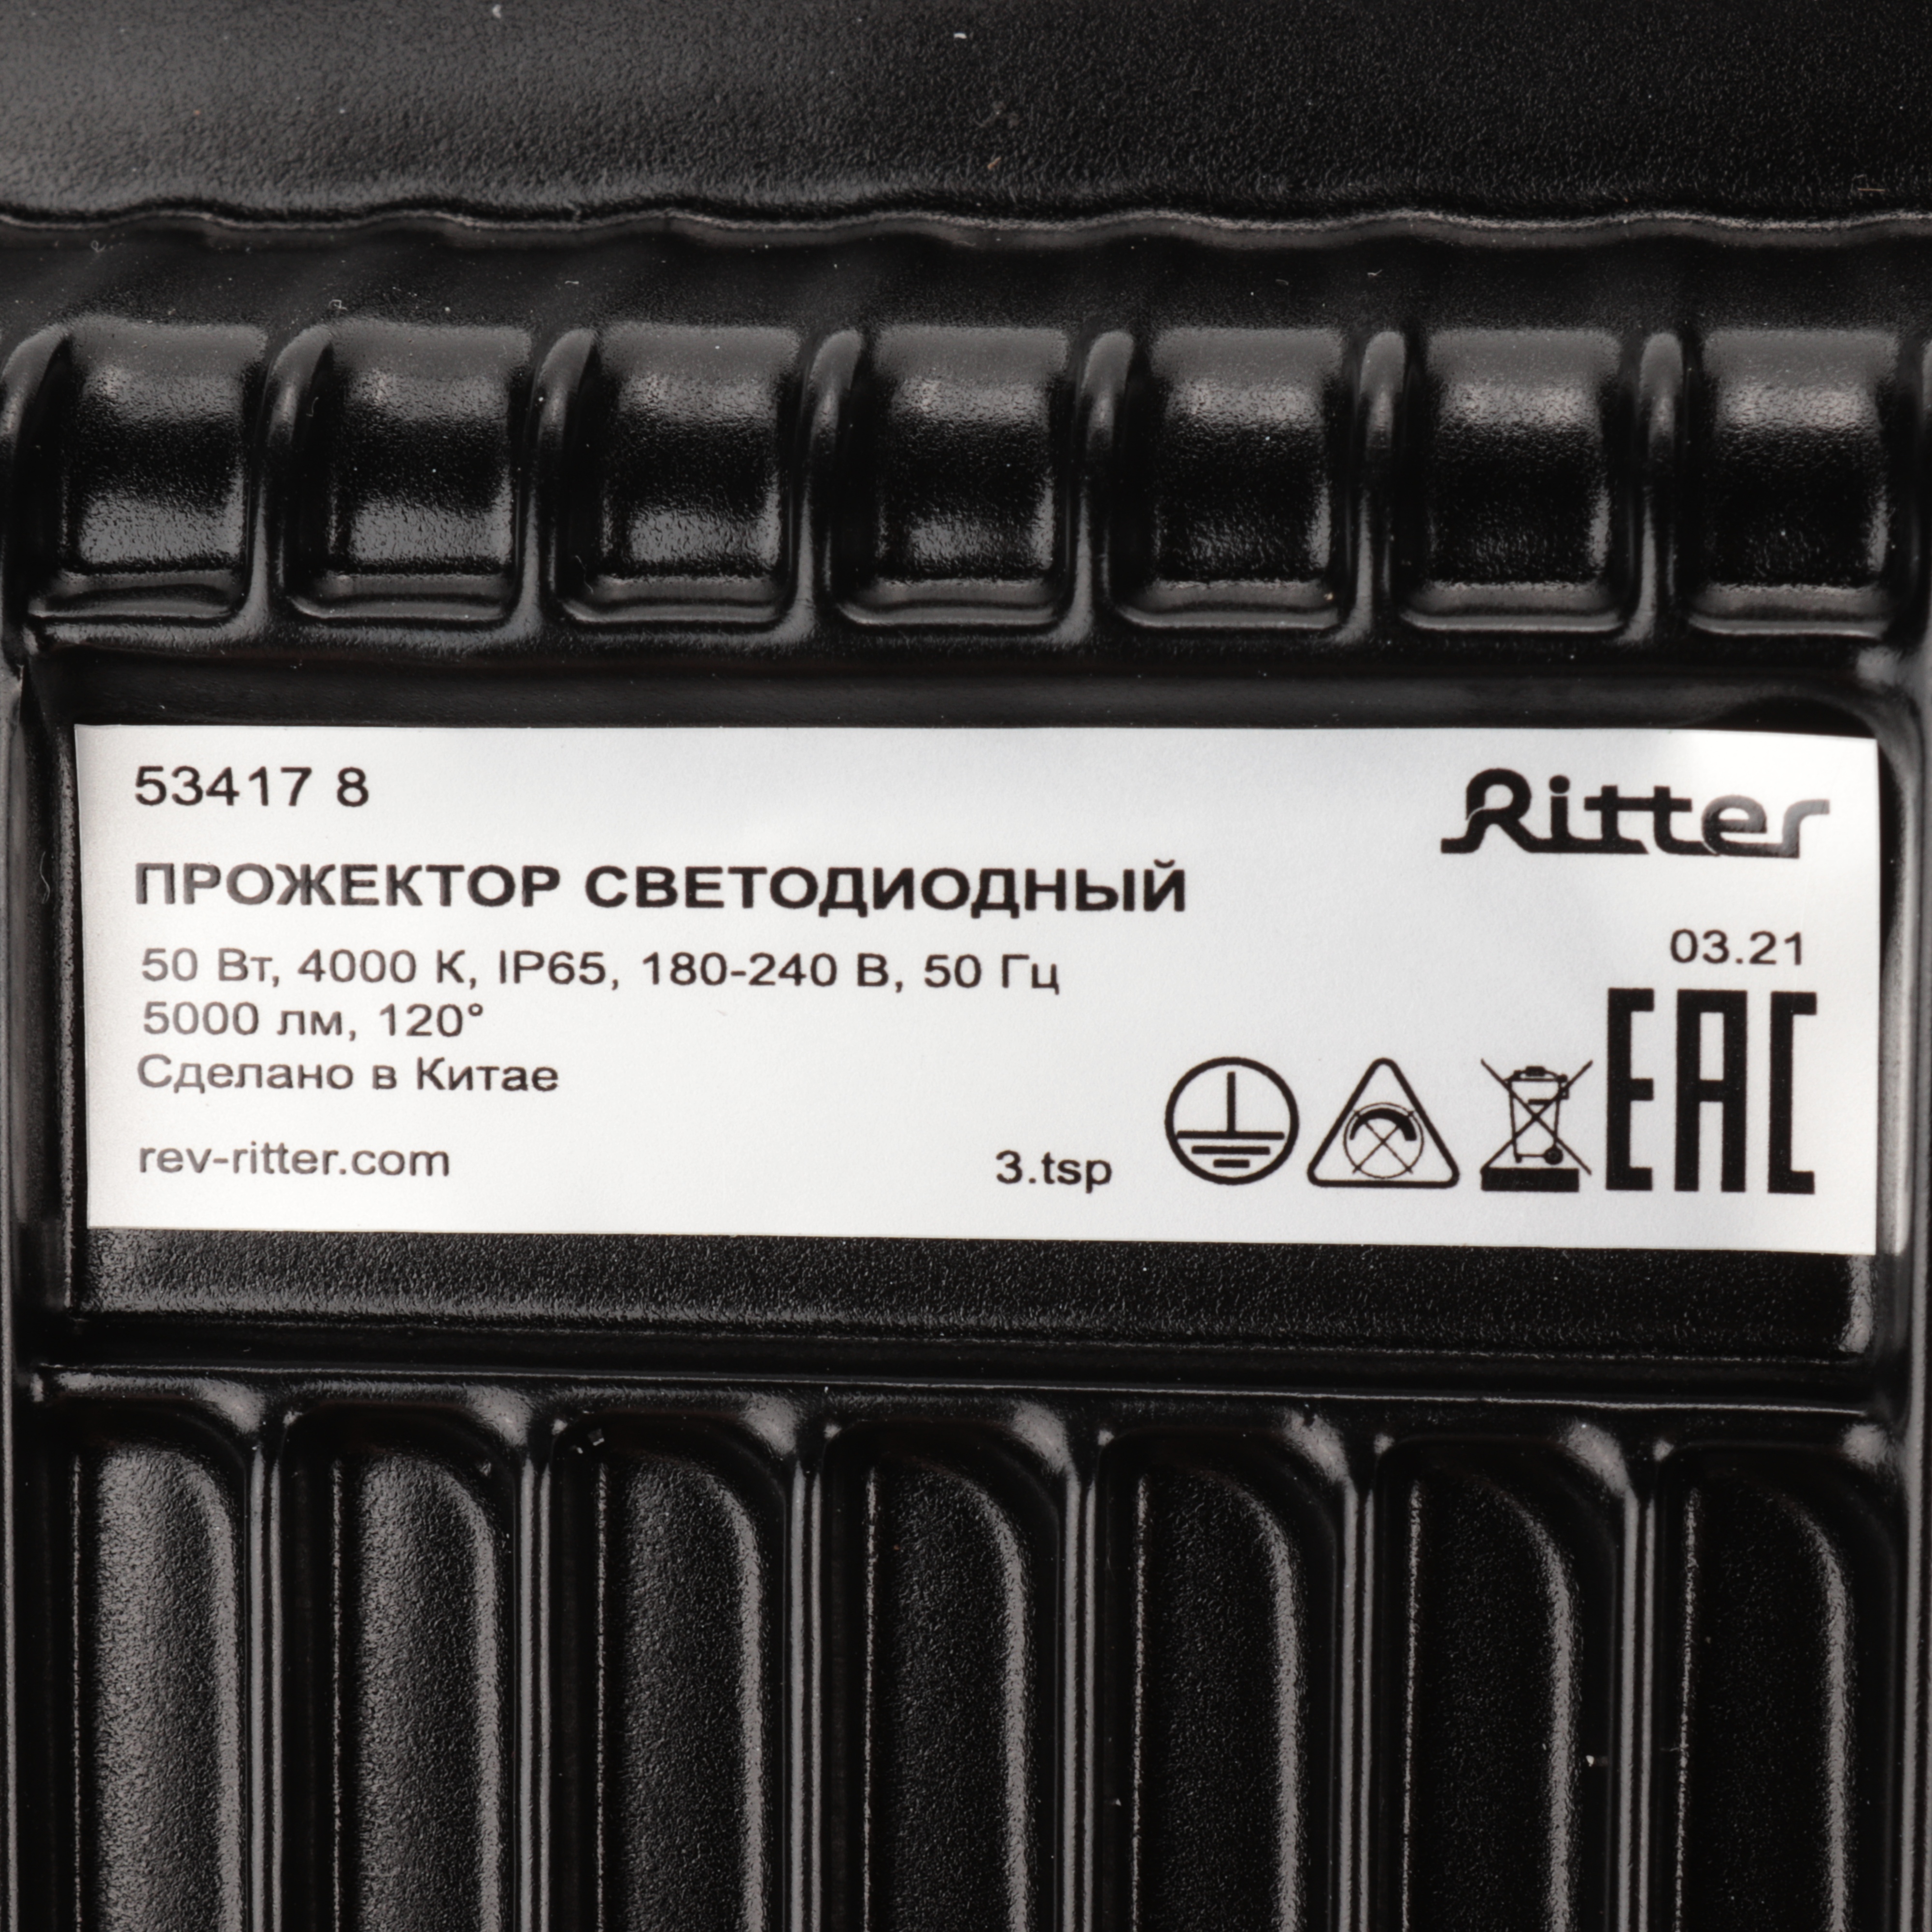 53417 8
Ritter
ПРОЖЕКТОР СВЕТОДИОДНЫЙ
03.21
50 Вт, 4000 К, IP65, 180-240 В, 50 Гц
5000 лм, 120°
Сделано в Китае
EAC
rev-ritter.com
3.tsp